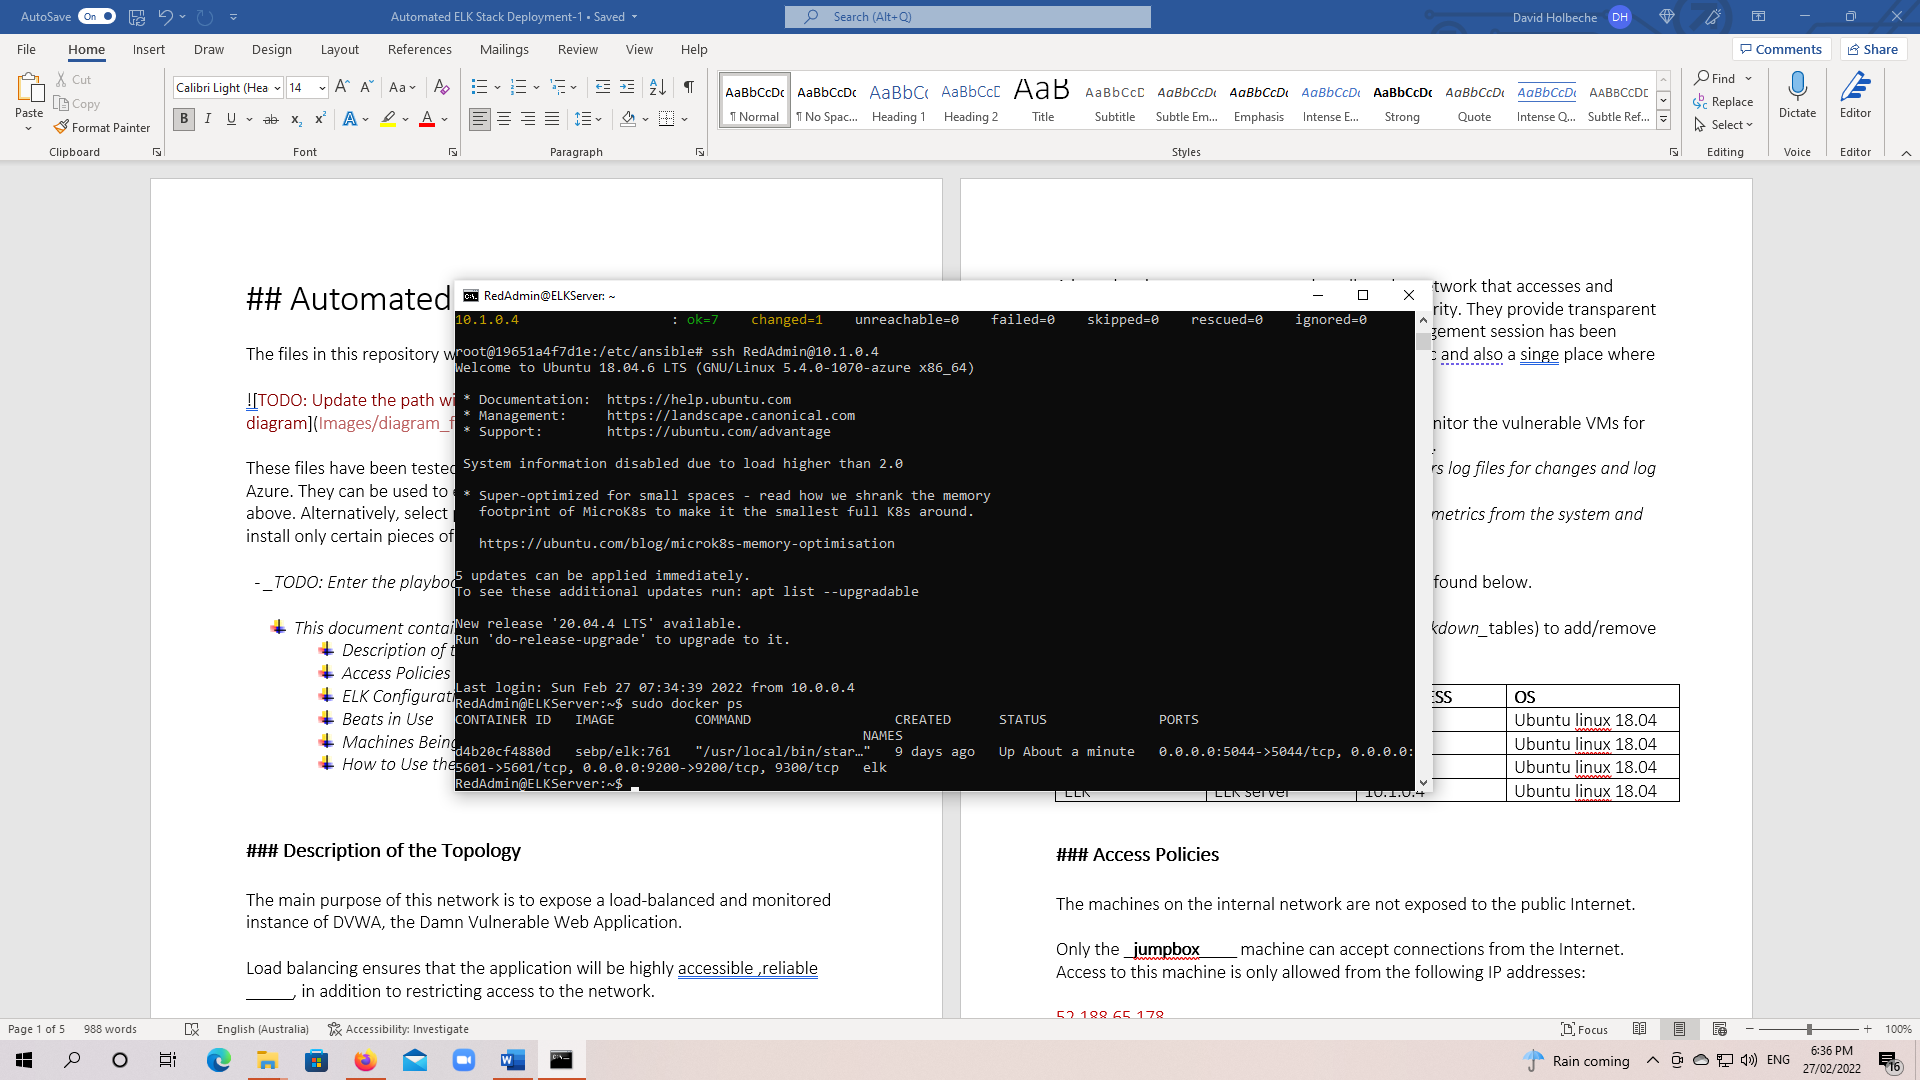 AutoSave On Automated ELK Stack Deployment-1 • Saved Search (Alt+Q) David Holbeche DH
File Home Insert Draw Design Layout References Mailings Review View Help Comments Share
Paste Cut Copy Format Painter
Calibri Light (Hea 14 Aa
B I U ab x₂ x² A A
AaBbCcDc AaBbCcDc AaBbCc AaBbCcD AaB AaBbCcD AaBbCcDc AaBbCcDc AaBbCcDc AaBbCcDc AaBbCcDc AaBbCcDc AABBCCDC
¶ Normal ¶ No Spac... Heading 1 Heading 2 Title Subtitle Subtle Em... Emphasis Intense E... Strong Quote Intense Q... Subtle Ref...
Find Replace Select Dictate Editor
Clipboard Font Paragraph Styles Editing Voice Editor
## Automated
The files in this repository w
![TODO: Update the path wi
diagram](Images/diagram_f
These files have been tested
Azure. They can be used to
above. Alternatively, select
install only certain pieces of
- _TODO: Enter the playboo
This document contai
Description of t
Access Policies
ELK Configurati
Beats in Use
Machines Being
How to Use the
### Description of the Topology
The main purpose of this network is to expose a load-balanced and monitored
instance of DVWA, the Damn Vulnerable Web Application.
Load balancing ensures that the application will be highly accessible ,reliable
_____, in addition to restricting access to the network.
RedAdmin@ELKServer: ~
10.1.0.4 : ok=7 changed=1 unreachable=0 failed=0 skipped=0 rescued=0 ignored=0
root@19651a4f7d1e:/etc/ansible# ssh RedAdmin@10.1.0.4
Welcome to Ubuntu 18.04.6 LTS (GNU/Linux 5.4.0-1070-azure x86_64)
* Documentation: https://help.ubuntu.com
* Management: https://landscape.canonical.com
* Support: https://ubuntu.com/advantage
System information disabled due to load higher than 2.0
* Super-optimized for small spaces - read how we shrank the memory
footprint of MicroK8s to make it the smallest full K8s around.
https://ubuntu.com/blog/microk8s-memory-optimisation
5 updates can be applied immediately.
To see these additional updates run: apt list --upgradable
New release '20.04.4 LTS' available.
Run 'do-release-upgrade' to upgrade to it.
Last login: Sun Feb 27 07:34:39 2022 from 10.0.0.4
RedAdmin@ELKServer:~$ sudo docker ps
CONTAINER ID IMAGE COMMAND CREATED STATUS PORTS
NAMES
d4b20cf4880d sebp/elk:761 "/usr/local/bin/star…" 9 days ago Up About a minute 0.0.0.0:5044->5044/tcp, 0.0.0.0:
5601->5601/tcp, 0.0.0.0:9200->9200/tcp, 9300/tcp elk
RedAdmin@ELKServer:~$
twork that accesses and
rity. They provide transparent
gement session has been
and also a singe place where
nitor the vulnerable VMs for
rs log files for changes and log
metrics from the system and
found below.
kdown_tables) to add/remove
ESS OS
Ubuntu linux 18.04
Ubuntu linux 18.04
Ubuntu linux 18.04
ELK ELK server 10.1.0.4 Ubuntu linux 18.04
### Access Policies
The machines on the internal network are not exposed to the public Internet.
Only the _jumpbox____ machine can accept connections from the Internet.
Access to this machine is only allowed from the following IP addresses:
52.188.65.178
Page 1 of 5 988 words English (Australia) Accessibility: Investigate Focus 100%
Rain coming ENG 6:36 PM
27/02/2022 16